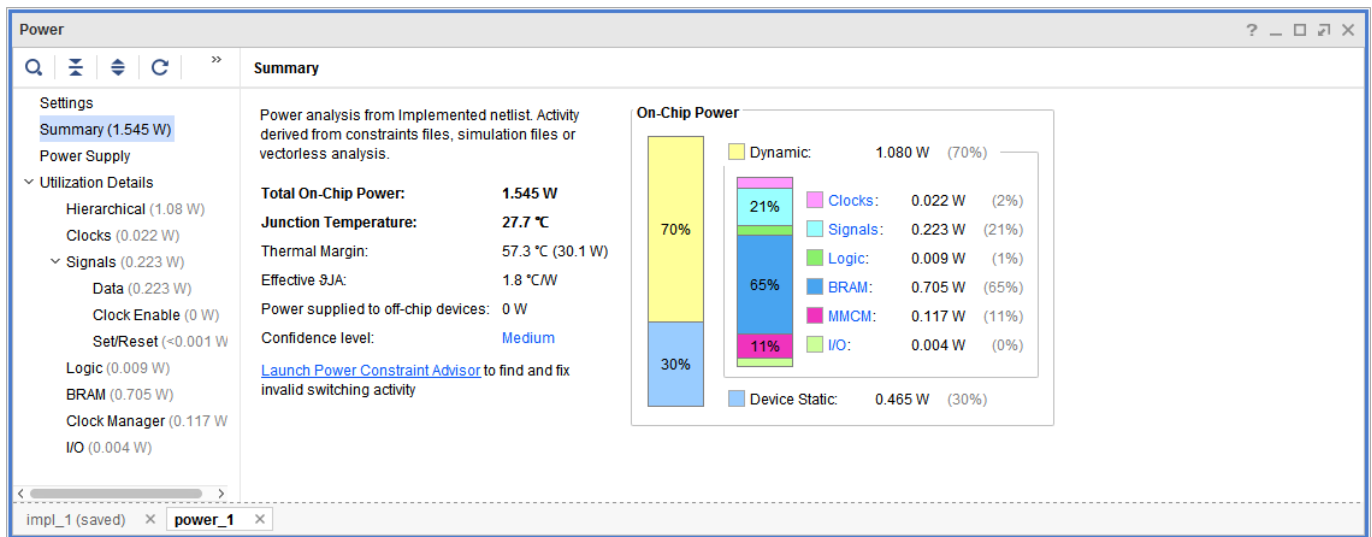 Power
?
»
Summary
Settings
Summary (1.545 W)
Power Supply
Utilization Details
Hierarchical (1.08 W)
Clocks (0.022 W)
Signals (0.223 W)
Data (0.223 W)
Clock Enable (0 W)
Set/Reset (<0.001 W
Logic (0.009 W)
BRAM (0.705 W)
Clock Manager (0.117 W
I/O (0.004 W)
Power analysis from Implemented netlist. Activity
derived from constraints files, simulation files or
vectorless analysis.
Total On-Chip Power: 1.545 W
Junction Temperature: 27.7 °C
Thermal Margin: 57.3 °C (30.1 W)
Effective ϑJA: 1.8 °C/W
Power supplied to off-chip devices: 0 W
Confidence level: Medium
Launch Power Constraint Advisor to find and fix
invalid switching activity
On-Chip Power
70%
30%
Dynamic: 1.080 W (70%)
21%
65%
11%
Clocks: 0.022 W (2%)
Signals: 0.223 W (21%)
Logic: 0.009 W (1%)
BRAM: 0.705 W (65%)
MMCM: 0.117 W (11%)
I/O: 0.004 W (0%)
Device Static: 0.465 W (30%)
impl_1 (saved)
power_1